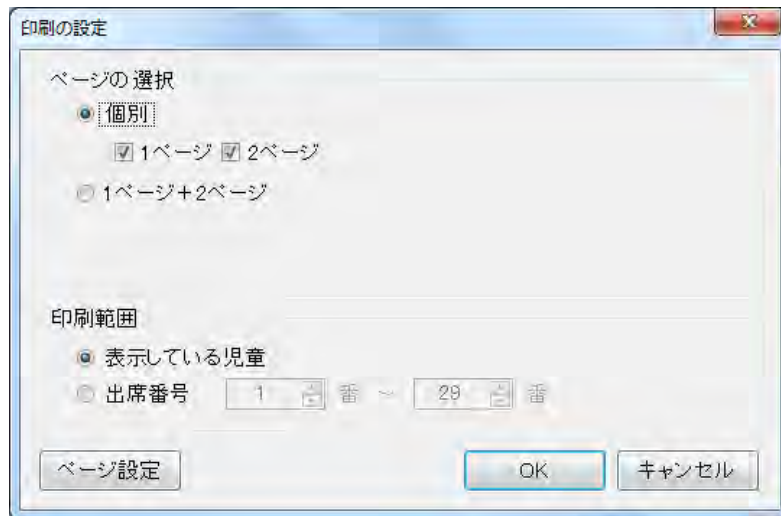 印刷の設定
ページの選択
個別
1ページ 2ページ
1ページ+2ページ
印刷範囲
表示している児童
出席番号 1 番 ～ 29 番
ページ設定 OK キャンセル